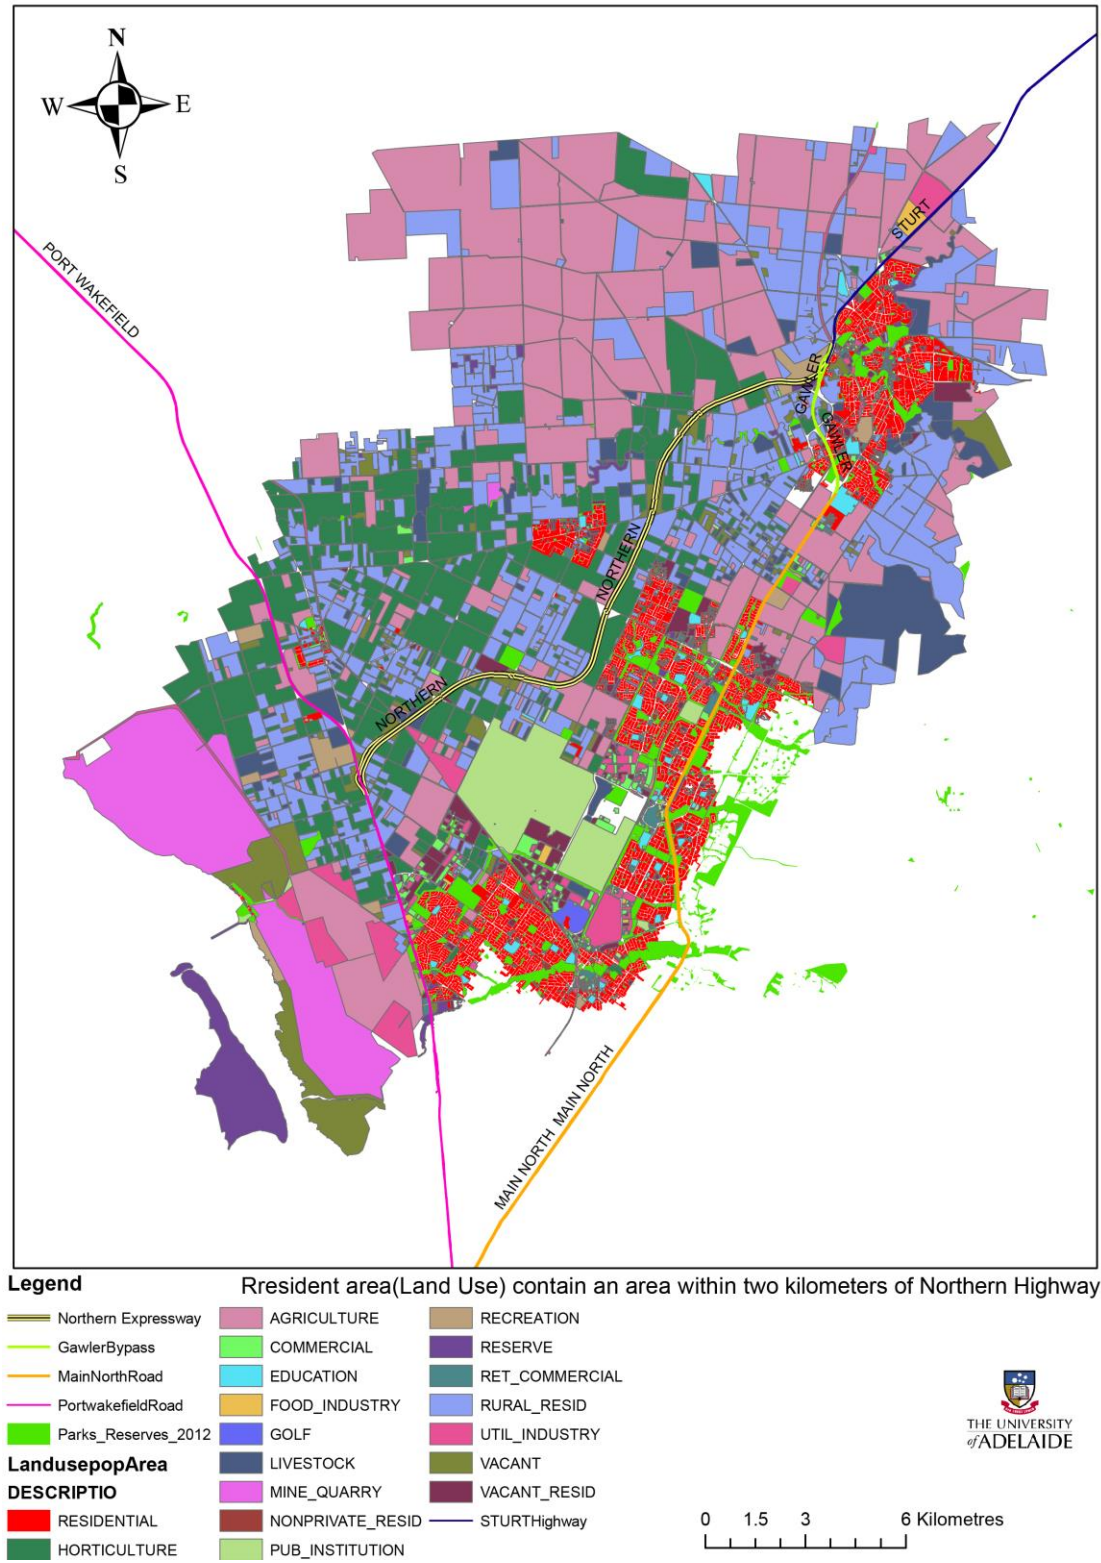 N
W E
S
STURT
PORT WAKEFIELD
GAWLER
GAWLER
NORTHERN
NORTHERN
MAIN NORTH MAIN NORTH
Legend
Rresident area(Land Use) contain an area within two kilometers of Northern Highway
Northern Expressway
GawlerBypass
MainNorthRoad
PortwakefieldRoad
Parks_Reserves_2012
LandusepopArea
DESCRIPTIO
RESIDENTIAL
HORTICULTURE
AGRICULTURE
COMMERCIAL
EDUCATION
FOOD_INDUSTRY
GOLF
LIVESTOCK
MINE_QUARRY
NONPRIVATE_RESID
PUB_INSTITUTION
RECREATION
RESERVE
RET_COMMERCIAL
RURAL_RESID
UTIL_INDUSTRY
VACANT
VACANT_RESID
STURTHighway
THE UNIVERSITY
of ADELAIDE
0 1.5 3 6 Kilometres